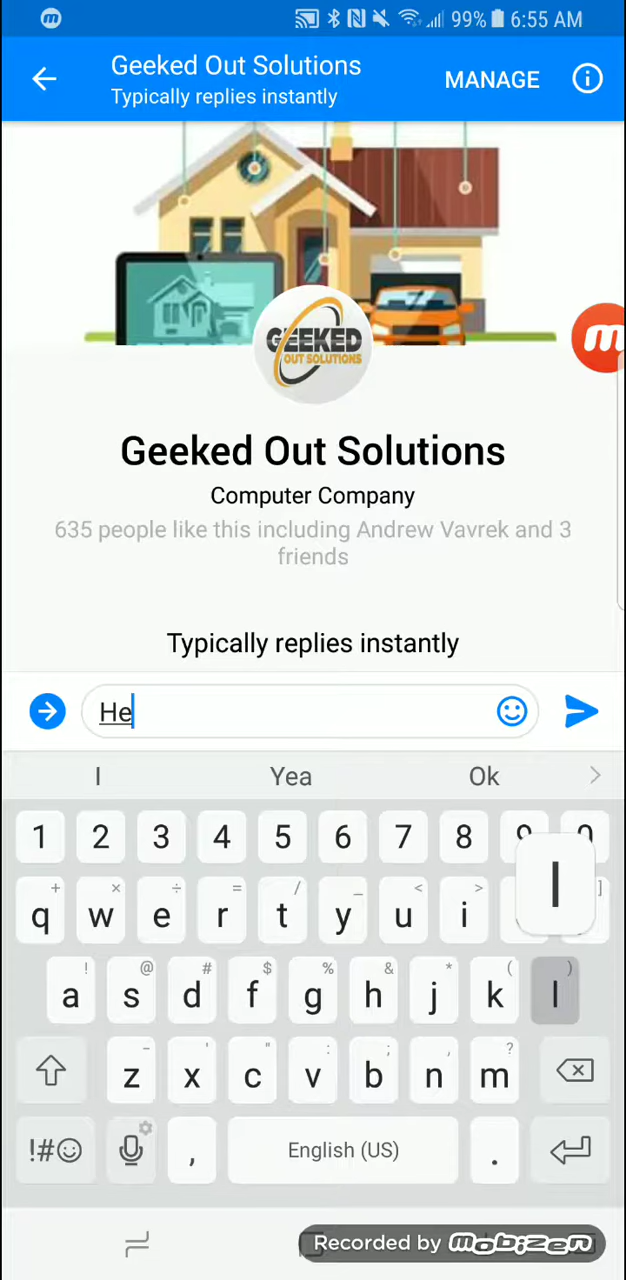 99% 6:55 AM
Geeked Out Solutions
Typically replies instantly
MANAGE
GEEKED
OUT SOLUTIONS
Geeked Out Solutions
Computer Company
635 people like this including Andrew Vavrek and 3
friends
Typically replies instantly
He
I Yea Ok
1 2 3 4 5 6 7 8 9 0
+ × ÷ = / _ < > ]
q w e r t y u i
l
! @ # $ % & * ( )
a s d f g h j k l
- ' " : ; , ?
z x c v b n m
!#☺ , English (US) .
Recorded by mobizen